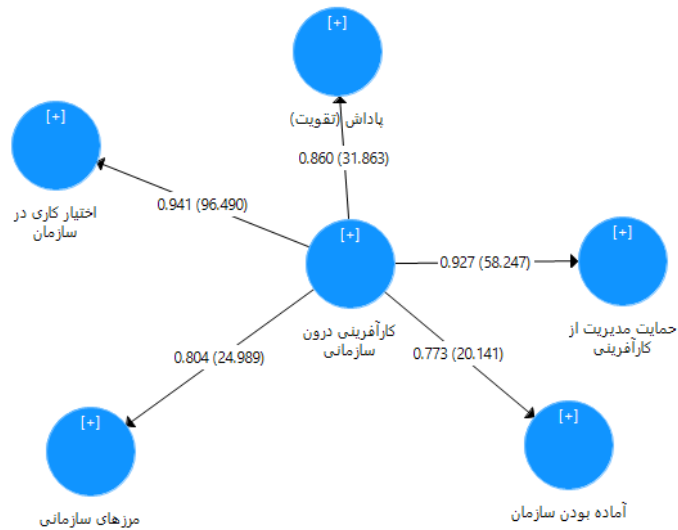 [+]
پاداش (تقویت)
0.860 (31.863)
[+]
اختیار کاری در
سازمان
0.941 (96.490)
[+]
کارآفرینی درون
سازمانی
0.927 (58.247)
[+]
حمایت مدیریت از
کارآفرینی
0.804 (24.989)
0.773 (20.141)
[+]
مرزهای سازمانی
[+]
آماده بودن سازمان